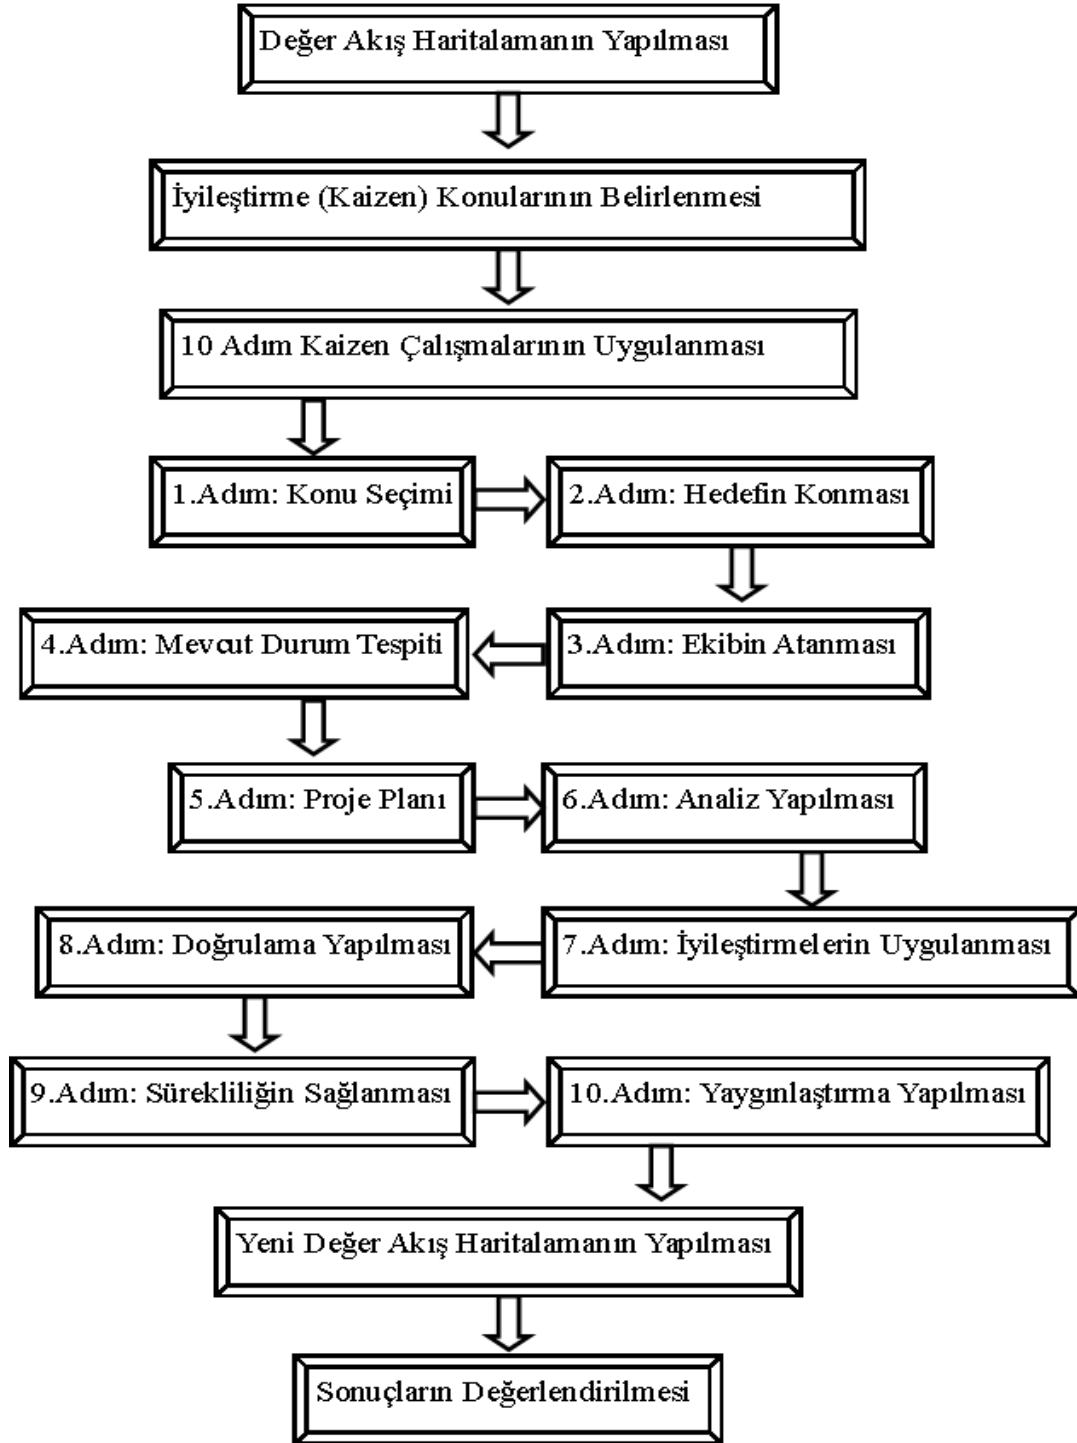 Değer Akış Haritalamanın Yapılması
İyileştirme (Kaizen) Konularının Belirlenmesi
10 Adım Kaizen Çalışmalarının Uygulanması
1.Adım: Konu Seçimi
2.Adım: Hedefin Konması
3.Adım: Ekibin Atanması
4.Adım: Mevcut Durum Tespiti
5.Adım: Proje Planı
6.Adım: Analiz Yapılması
7.Adım: İyileştirmelerin Uygulanması
8.Adım: Doğrulama Yapılması
9.Adım: Sürekliliğin Sağlanması
10.Adım: Yaygınlaştırma Yapılması
Yeni Değer Akış Haritalamanın Yapılması
Sonuçların Değerlendirilmesi